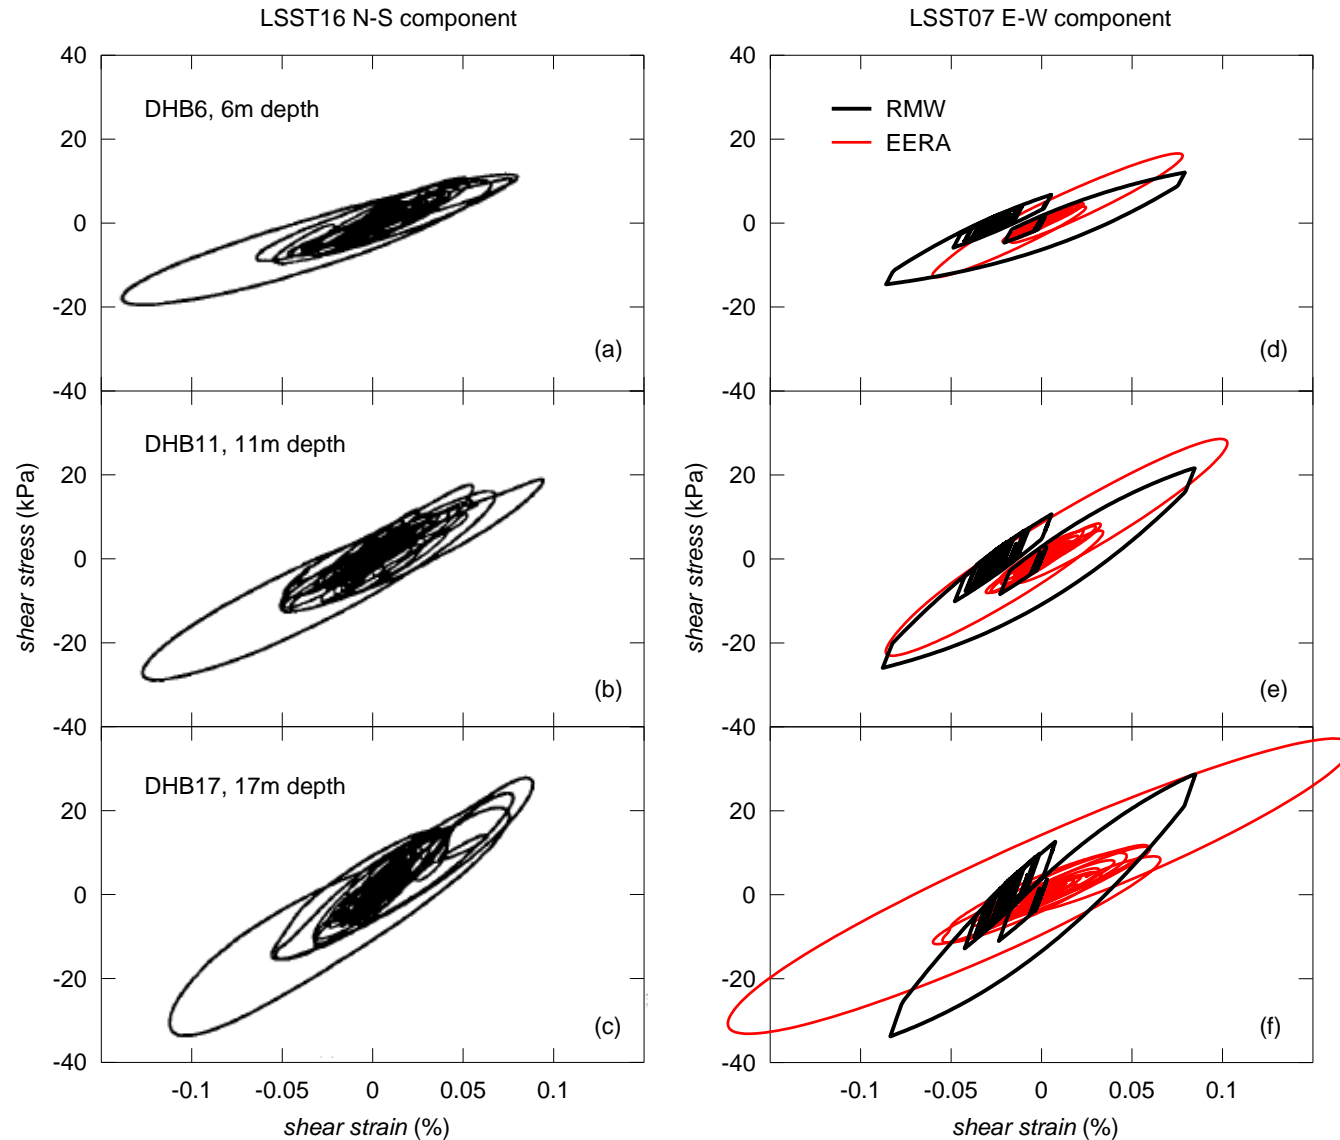 LSST16 N-S component
LSST07 E-W component
40
20
0
-20
-40
DHB6, 6m depth
(a)
RMW
EERA
40
20
0
-20
-40
(d)
shear stress (kPa)
20
0
-20
-40
DHB11, 11m depth
(b)
shear stress (kPa)
20
0
-20
-40
(e)
20
0
-20
-40
DHB17, 17m depth
(c)
20
0
-20
-40
(f)
-0.1 -0.05 0 0.05 0.1
shear strain (%)
-0.1 -0.05 0 0.05 0.1
shear strain (%)